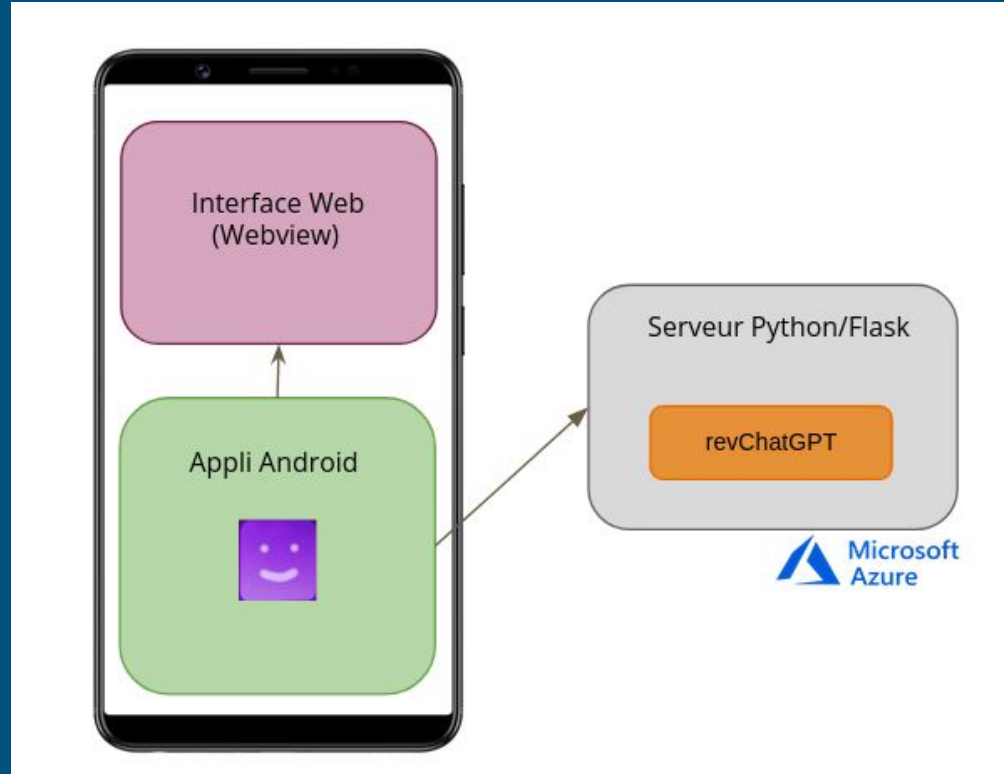 Interface Web
(Webview)
Appli Android
Serveur Python/Flask
revChatGPT
Microsoft
Azure